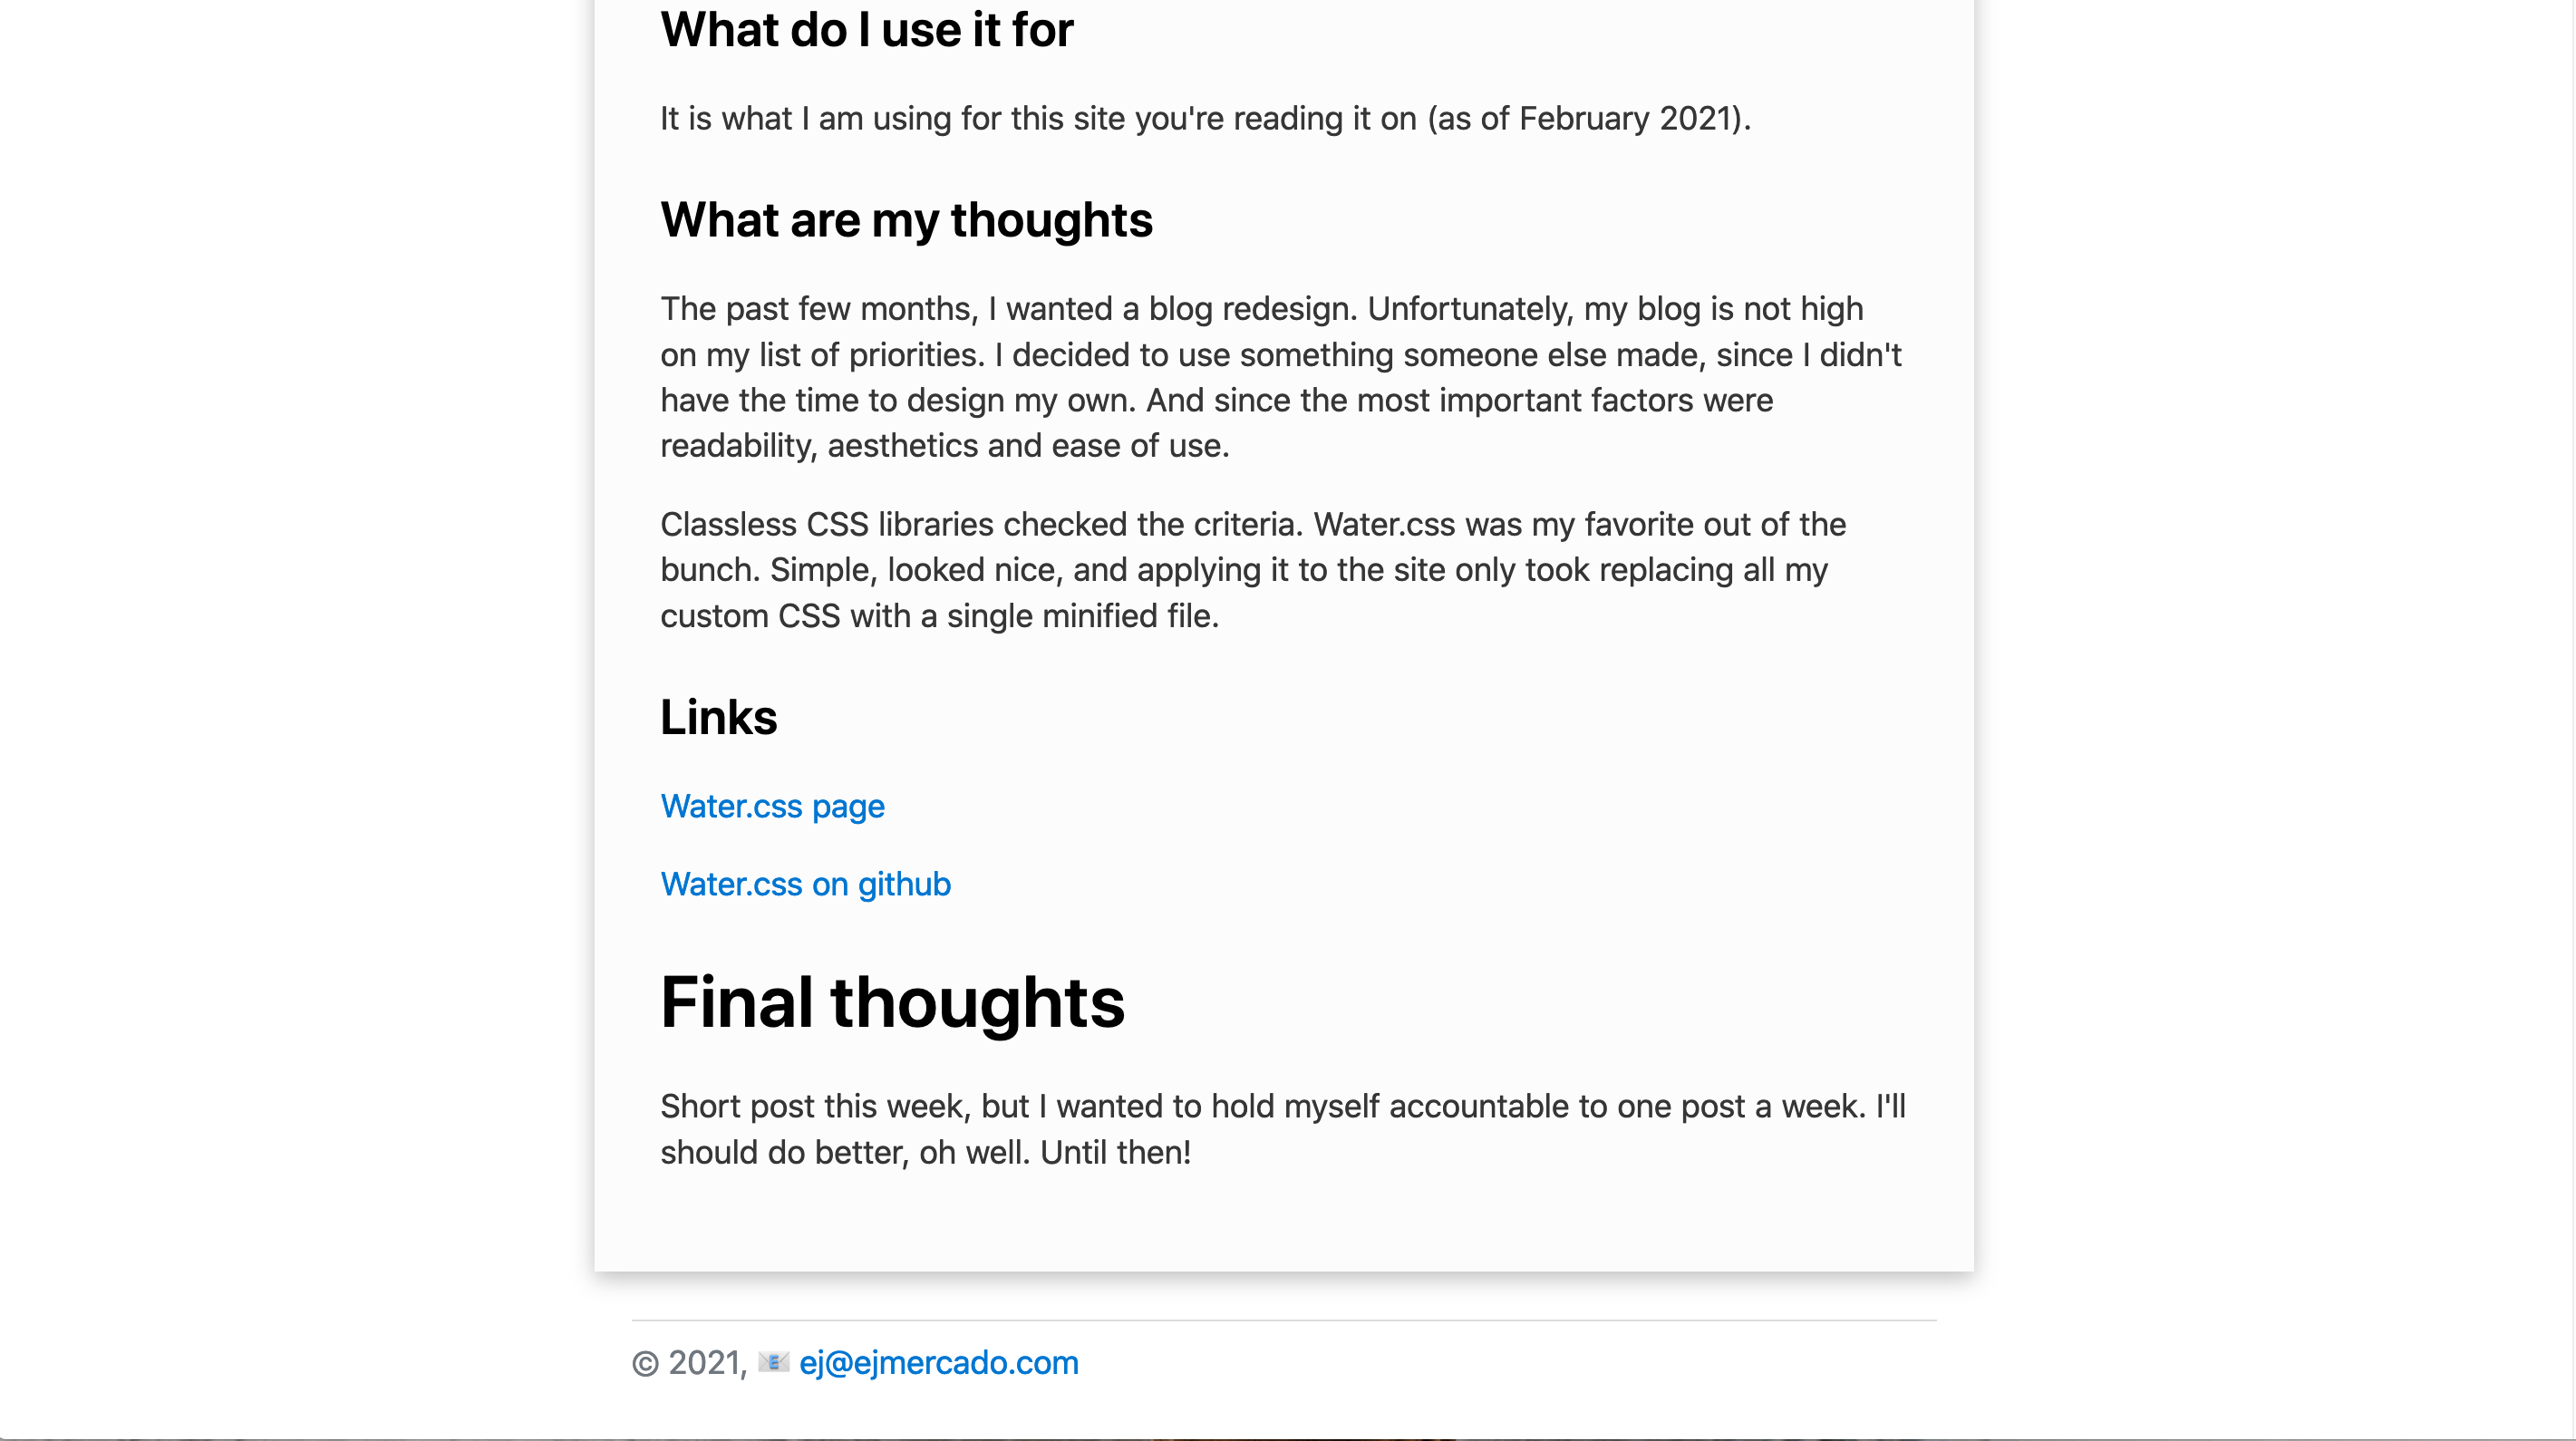 What do I use it for
It is what I am using for this site you're reading it on (as of February 2021).
What are my thoughts
The past few months, I wanted a blog redesign. Unfortunately, my blog is not high
on my list of priorities. I decided to use something someone else made, since I didn't
have the time to design my own. And since the most important factors were
readability, aesthetics and ease of use.
Classless CSS libraries checked the criteria. Water.css was my favorite out of the
bunch. Simple, looked nice, and applying it to the site only took replacing all my
custom CSS with a single minified file.
Links
Water.css page
Water.css on github
Final thoughts
Short post this week, but I wanted to hold myself accountable to one post a week. I'll
should do better, oh well. Until then!
© 2021, 📧 ej@ejmercado.com